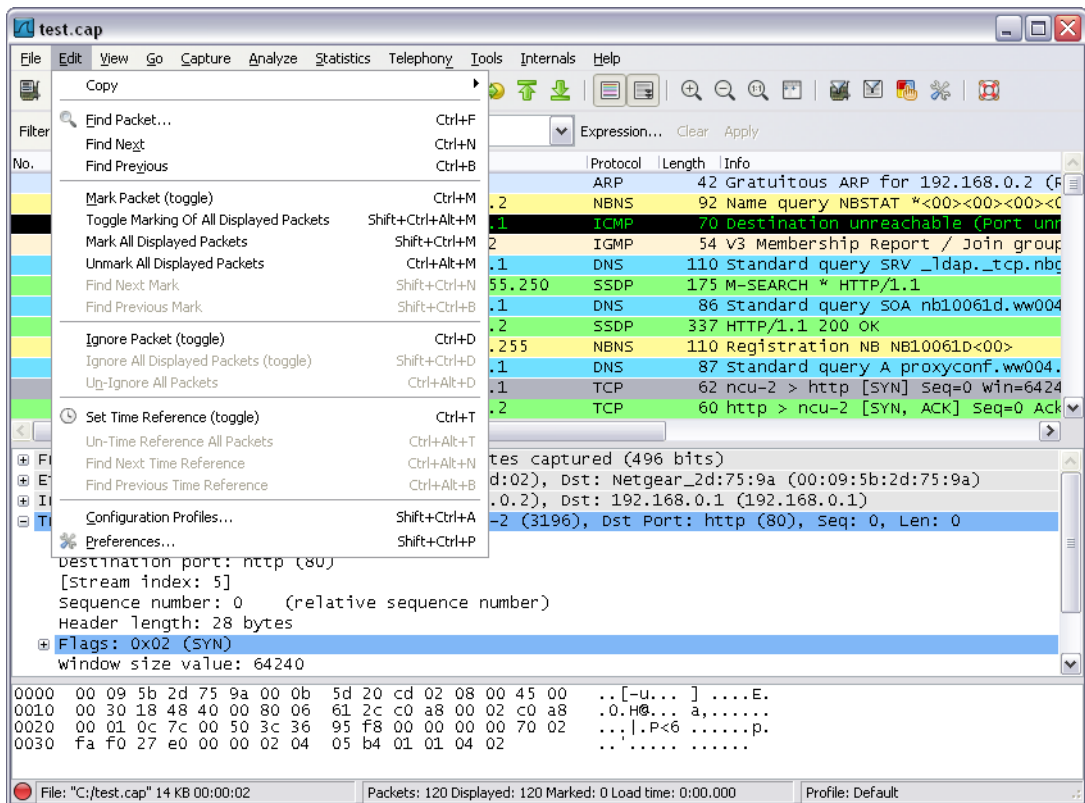 test.cap
File Edit View Go Capture Analyze Statistics Telephony Tools Internals Help
Copy
Find Packet... Ctrl+F
Find Next Ctrl+N
Find Previous Ctrl+B
Mark Packet (toggle) Ctrl+M
Toggle Marking Of All Displayed Packets Shift+Ctrl+Alt+M
Mark All Displayed Packets Shift+Ctrl+M
Unmark All Displayed Packets Ctrl+Alt+M
Find Next Mark Shift+Ctrl+N
Find Previous Mark Shift+Ctrl+B
Ignore Packet (toggle) Ctrl+D
Ignore All Displayed Packets (toggle) Shift+Ctrl+D
Un-Ignore All Packets Ctrl+Alt+D
Set Time Reference (toggle) Ctrl+T
Un-Time Reference All Packets Ctrl+Alt+T
Find Next Time Reference Ctrl+Alt+N
Find Previous Time Reference Ctrl+Alt+B
Configuration Profiles... Shift+Ctrl+A
Preferences... Shift+Ctrl+P
Filter Expression... Clear Apply
No. Protocol Length Info
ARP 42 Gratuitous ARP for 192.168.0.2 (R
.2 NBNS 92 Name query NBSTAT *<00><00><00><0
.1 ICMP 70 Destination unreachable (Port unr
2 IGMP 54 V3 Membership Report / Join group
.1 DNS 110 Standard query SRV _ldap._tcp.nbg
55.250 SSDP 175 M-SEARCH * HTTP/1.1
.1 DNS 86 Standard query SOA nb10061d.ww004
.2 SSDP 337 HTTP/1.1 200 OK
.255 NBNS 110 Registration NB NB10061D<00>
.1 DNS 87 Standard query A proxyconf.ww004.
.1 TCP 62 ncu-2 > http [SYN] Seq=0 Win=6424
.2 TCP 60 http > ncu-2 [SYN, ACK] Seq=0 Ack
tes captured (496 bits)
d:02), Dst: Netgear_2d:75:9a (00:09:5b:2d:75:9a)
.0.2), Dst: 192.168.0.1 (192.168.0.1)
-2 (3196), Dst Port: http (80), Seq: 0, Len: 0
Destination port: http (80)
[Stream index: 5]
Sequence number: 0 (relative sequence number)
Header length: 28 bytes
Flags: 0x02 (SYN)
Window size value: 64240
0000 00 09 5b 2d 75 9a 00 0b 5d 20 cd 02 08 00 45 00 ..[-u... ] ....E.
0010 00 30 18 48 40 00 80 06 61 2c c0 a8 00 02 c0 a8 .0.H@... a,......
0020 00 01 0c 7c 00 50 3c 36 95 f8 00 00 00 00 70 02 ...|.P<6 ......p.
0030 fa f0 27 e0 00 00 02 04 05 b4 01 01 04 02 ..'..... ......
File: "C:/test.cap" 14 KB 00:00:02 Packets: 120 Displayed: 120 Marked: 0 Load time: 0:00.000 Profile: Default